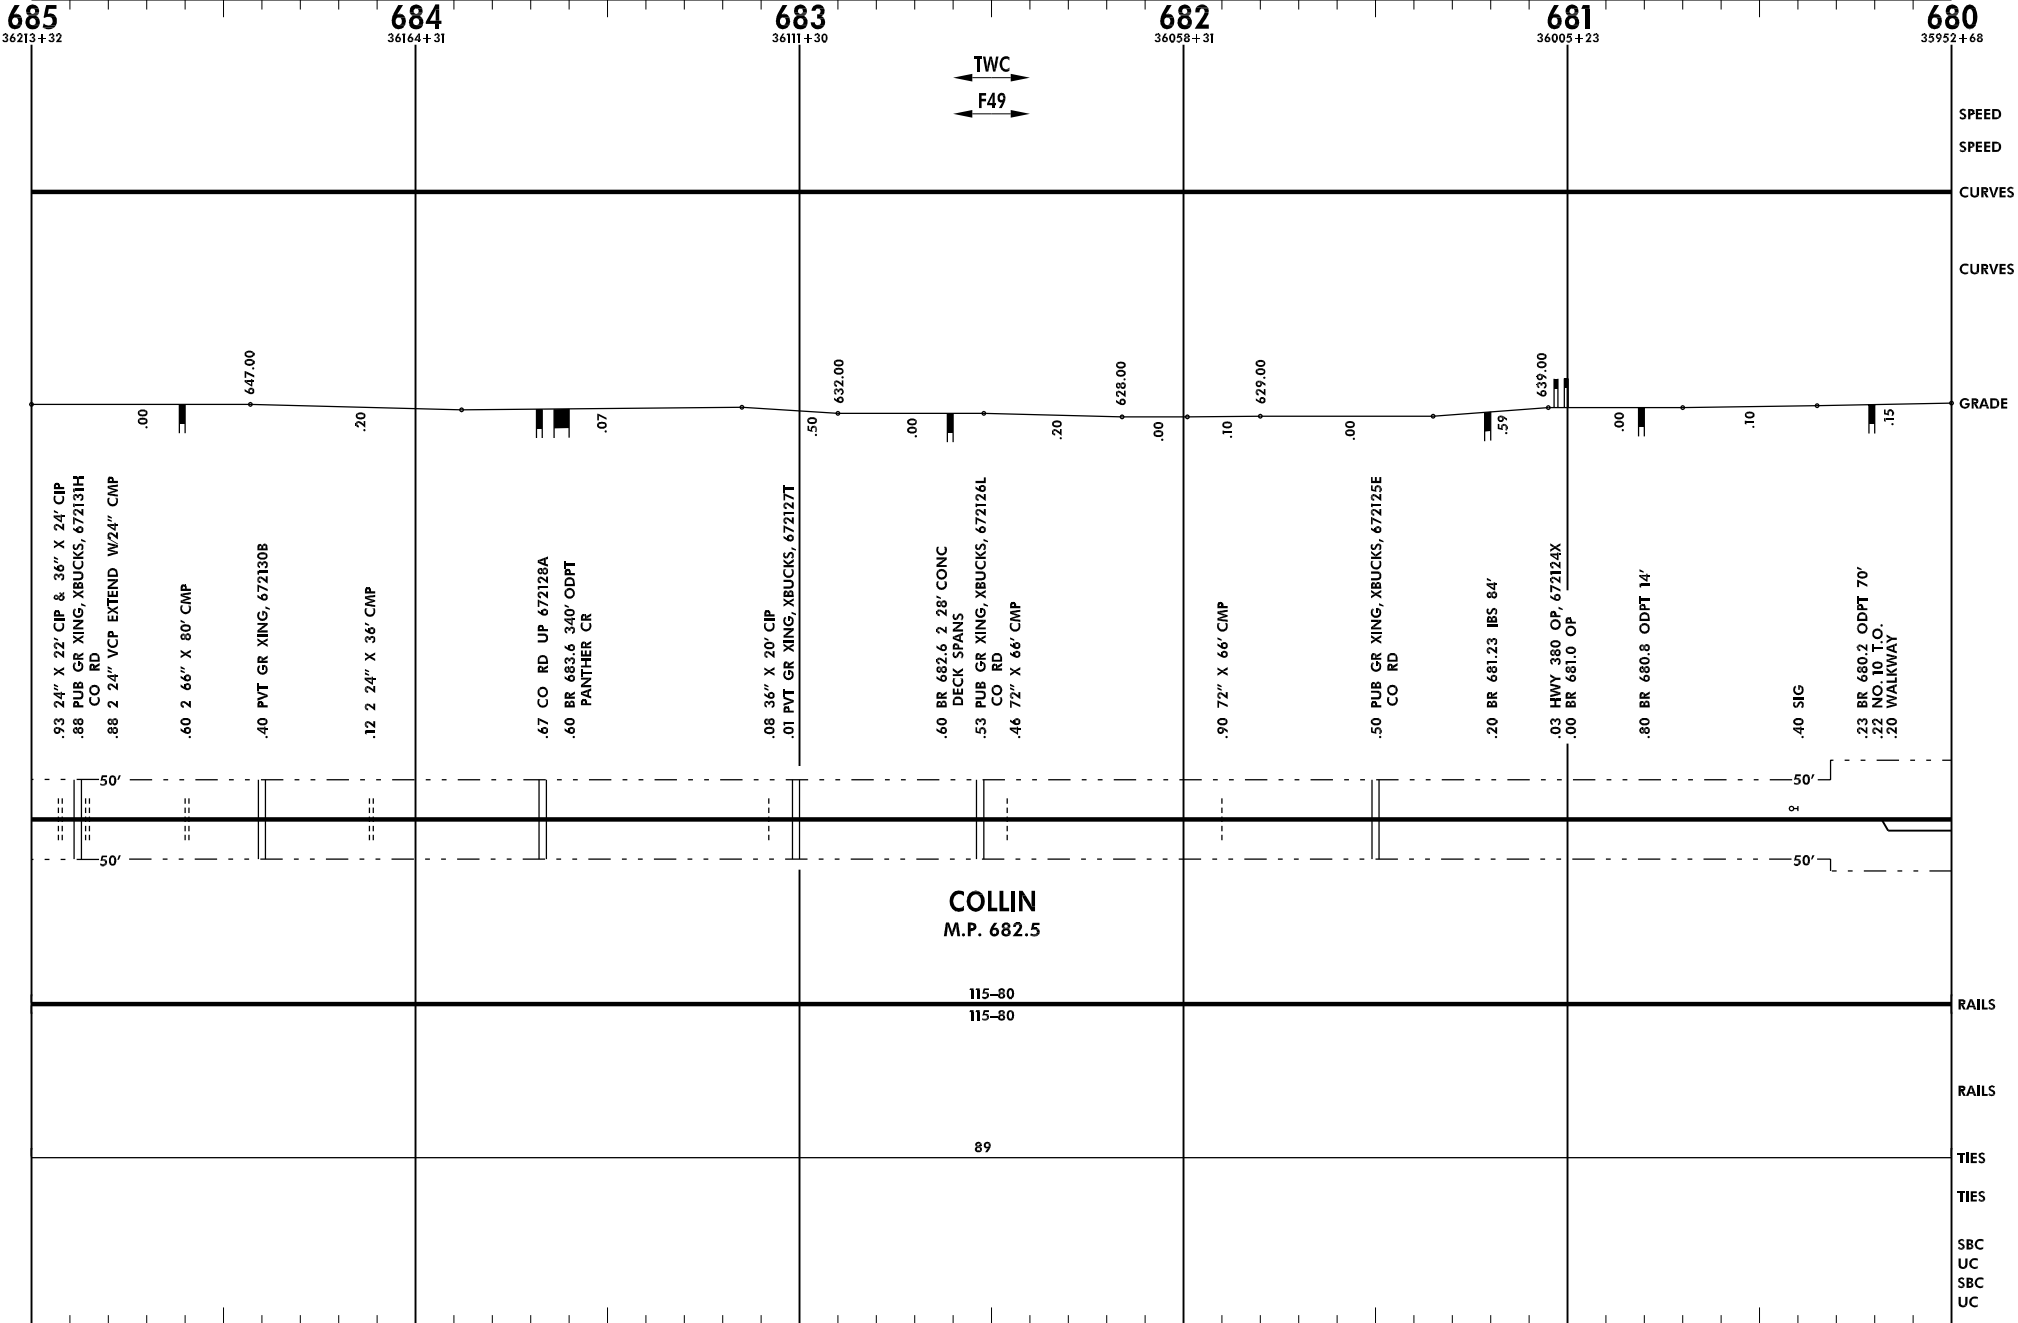 685 684 683 682 681 680
36213+32 36164+31 36111+30 36058+31 36005+23 35952+68
TWC
F49
SPEED
SPEED
CURVES
CURVES
647.00 632.00 628.00 629.00 639.00
GRADE
.00 .20 .07 .50 .00 .20 .00 .10 .00 .59 .00 .10 .15
.93 24" X 22' CIP & 36" X 24' CIP
.88 PUB GR XING, XBUCKS, 672131H
CO RD
.88 2 24" VCP EXTEND W/24" CMP
.60 2 66" X 80' CMP
.40 PVT GR XING, 672130B
.12 2 24" X 36' CMP
.67 CO RD UP 672128A
.60 BR 683.6 340' ODPT
PANTHER CR
.08 36" X 20' CIP
.01 PVT GR XING, XBUCKS, 672127T
.60 BR 682.6 2 28' CONC
DECK SPANS
.53 PUB GR XING, XBUCKS, 672126L
CO RD
.46 72" X 66' CMP
.90 72" X 66' CMP
.50 PUB GR XING, XBUCKS, 672125E
CO RD
.20 BR 681.23 IBS 84'
.03 HWY 380 OP, 672124X
.00 BR 681.0 OP
.80 BR 680.8 ODPT 14'
.40 SIG
.23 BR 680.2 ODPT 70'
.22 NO. 10 T.O.
.20 WALKWAY
50' 50'
50' 50'
COLLIN
M.P. 682.5
115-80
RAILS
115-80
RAILS
89
TIES
TIES
SBC
UC
SBC
UC